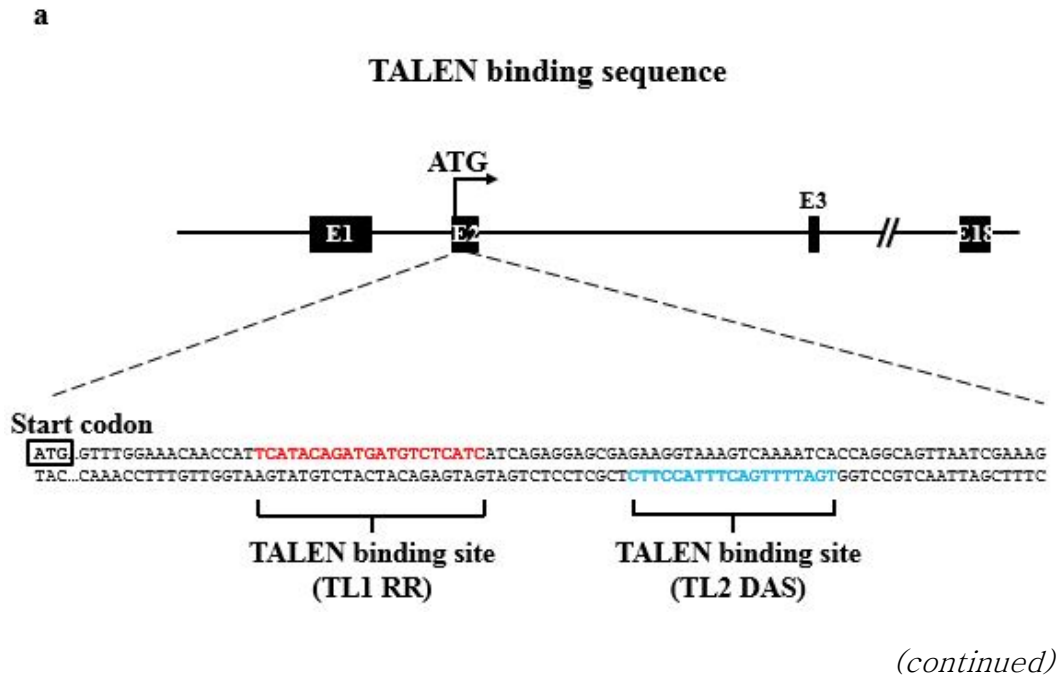 a
TALEN binding sequence
ATG
E1
E2
E3
E18
Start codon
ATG..GTTTGGAAACAACCATTCATACAGATGATGTCTCATCATCAGAGGAGCGAGAAGGTAAAGTCAAAATCACCAGGCAGTTAATCGAAAG
TAC...CAAACCTTTGTTGGTAAGTATGTCTACTACAGAGTAGTAGTCTCCTCGCTCTTCCATTTCAGTTTTAGTGGTCCGTCAATTAGCTTTC
TALEN binding site
(TL1 RR)
TALEN binding site
(TL2 DAS)
(continued)